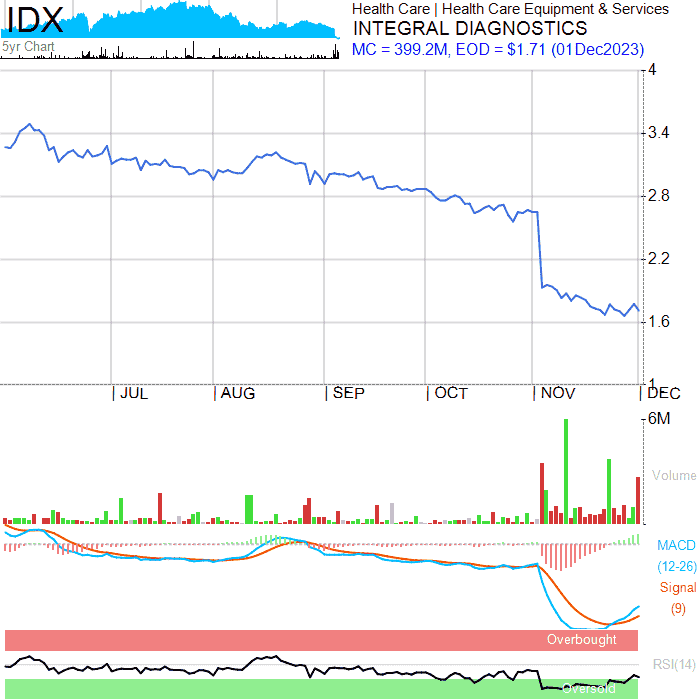 IDX
5yr Chart
Health Care | Health Care Equipment & Services
INTEGRAL DIAGNOSTICS
MC = 399.2M, EOD = $1.71 (01Dec2023)
4
3.4
2.8
2.2
1.6
1
JUL AUG SEP OCT NOV DEC
6M
Volume
MACD
(12-26)
Signal
(9)
Overbought
RSI(14)
Oversold